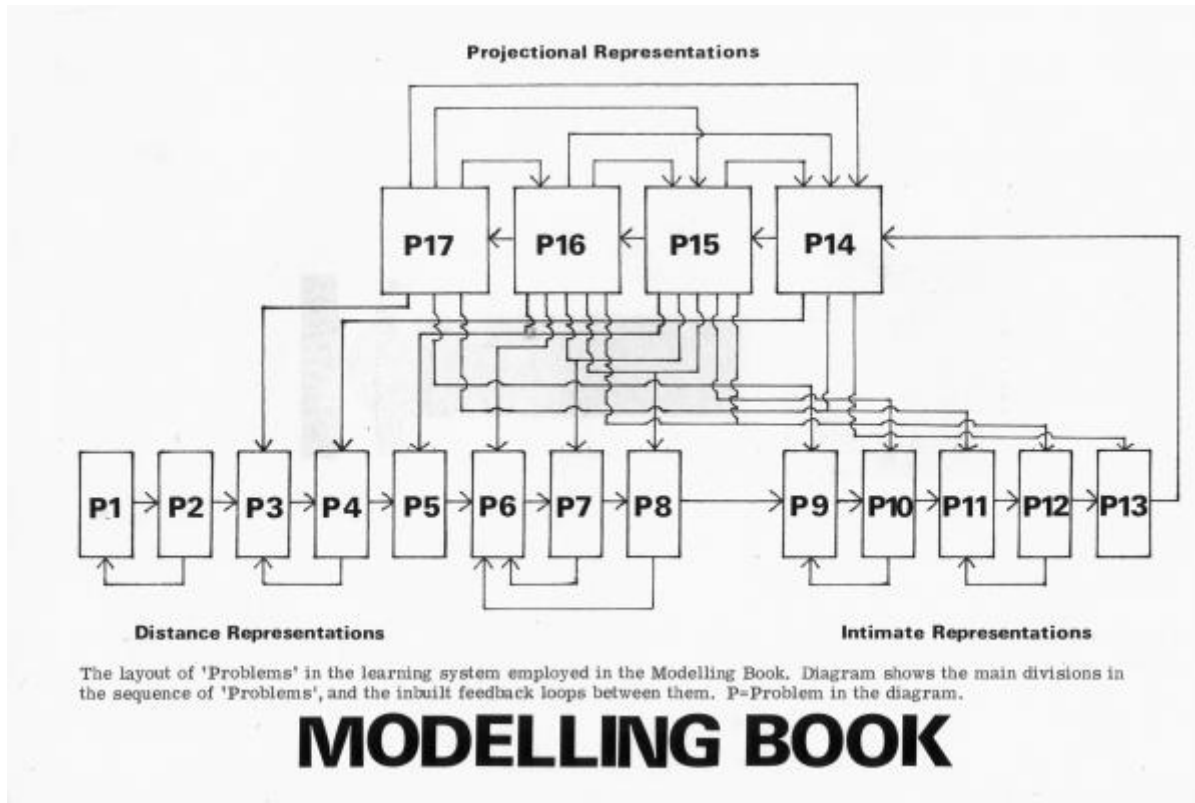 Projectional Representations
P17 P16 P15 P14
P1 P2 P3 P4 P5 P6 P7 P8 P9 P10 P11 P12 P13
Distance Representations
Intimate Representations
The layout of 'Problems' in the learning system employed in the Modelling Book. Diagram shows the main divisions in
the sequence of 'Problems', and the inbuilt feedback loops between them. P=Problem in the diagram.
MODELLING BOOK